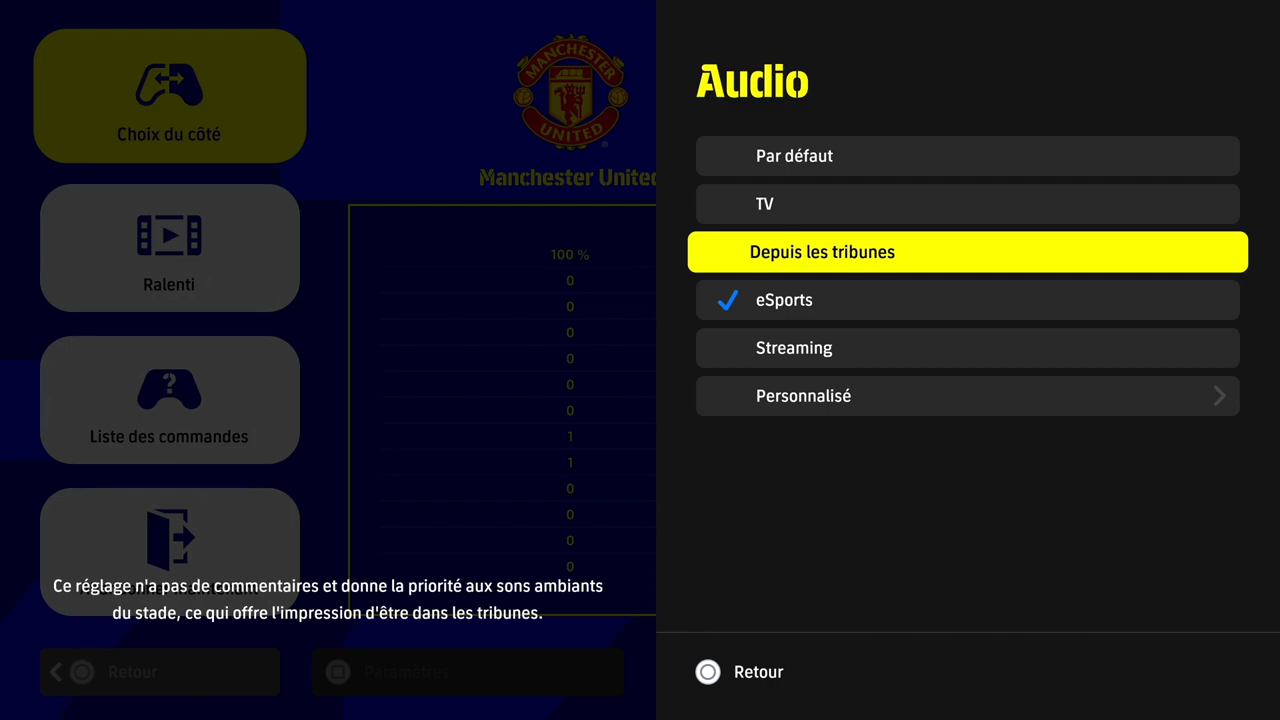 Choix du côté
Ralenti
Liste des commandes
MANCHESTER
UNITED
Manchester United
100 %
0
0
0
0
0
0
1
1
0
0
0
0
Ce réglage n'a pas de commentaires et donne la priorité aux sons ambiants
du stade, ce qui offre l'impression d'être dans les tribunes.
Retour
Paramètres
Audio
Par défaut
TV
Depuis les tribunes
eSports
Streaming
Personnalisé
Retour